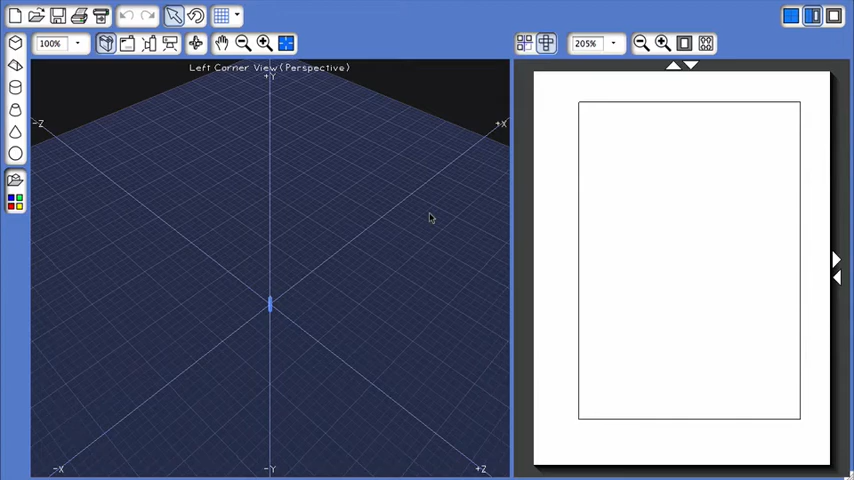 100%
205%
Left Corner View(Perspective)
+Y
-Z
+X
-X
-Y
+Z